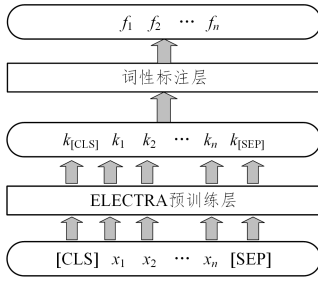 f₁ f₂ ⋯ fₙ
词性标注层
k[CLS] k₁ k₂ ⋯ kₙ k[SEP]
ELECTRA预训练层
[CLS] x₁ x₂ ⋯ xₙ [SEP]